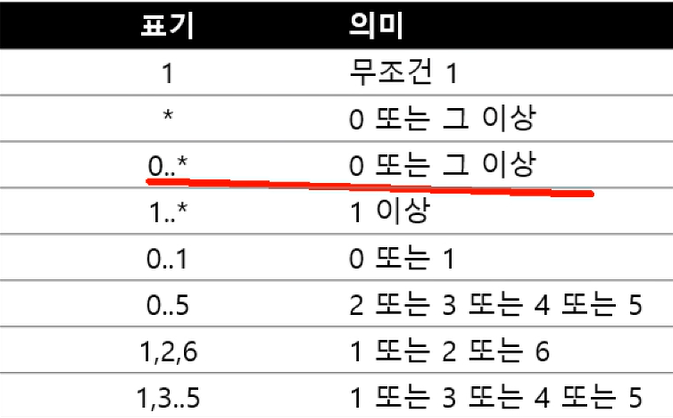 표기 의미
1 무조건 1
* 0 또는 그 이상
0..* 0 또는 그 이상
1..* 1 이상
0..1 0 또는 1
0..5 2 또는 3 또는 4 또는 5
1,2,6 1 또는 2 또는 6
1,3..5 1 또는 3 또는 4 또는 5